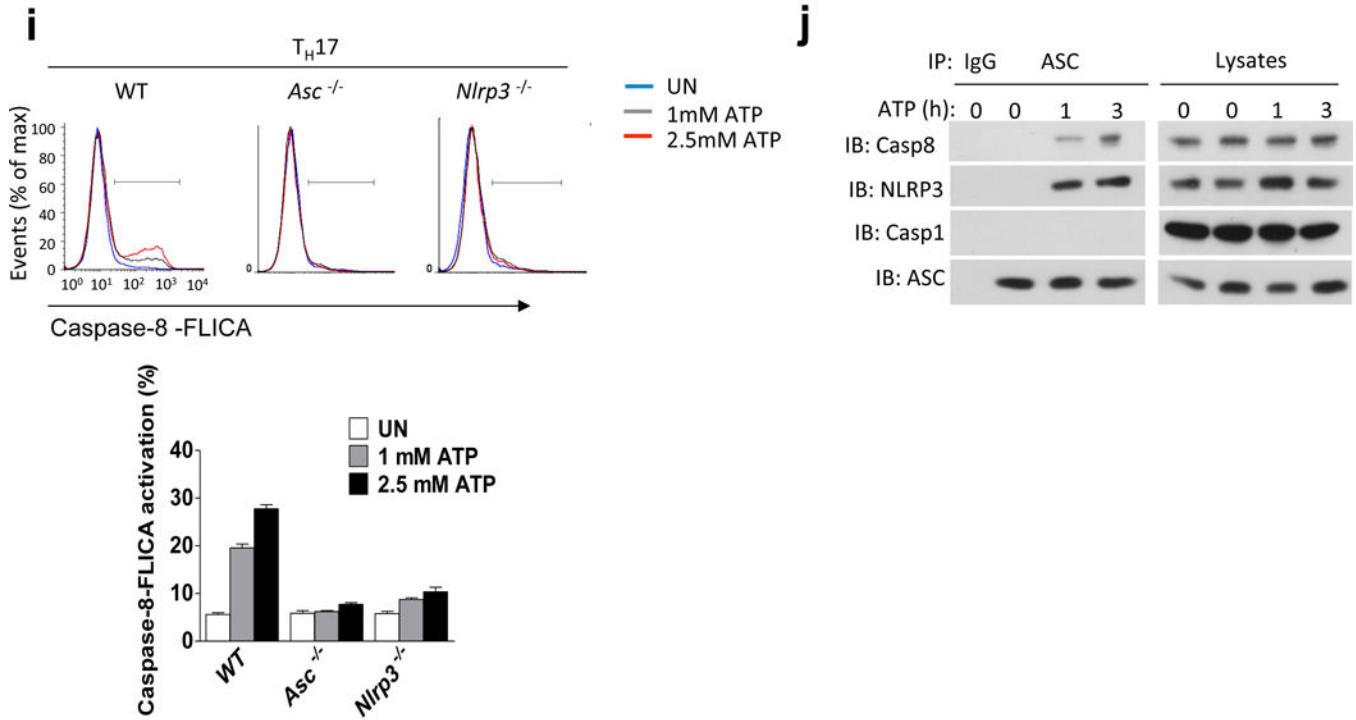 i
T_H17
WT Asc -/- Nlrp3 -/-
UN
1mM ATP
2.5mM ATP
Events (% of max)
100
80
60
40
20
0
0
0
10^0 10^1 10^2 10^3 10^4
Caspase-8 -FLICA
Caspase-8-FLICA activation (%)
UN
1 mM ATP
2.5 mM ATP
40
30
20
10
0
WT Asc -/- Nlrp3 -/-
j
IP: IgG ASC Lysates
ATP (h): 0 0 1 3 0 0 1 3
IB: Casp8
IB: NLRP3
IB: Casp1
IB: ASC